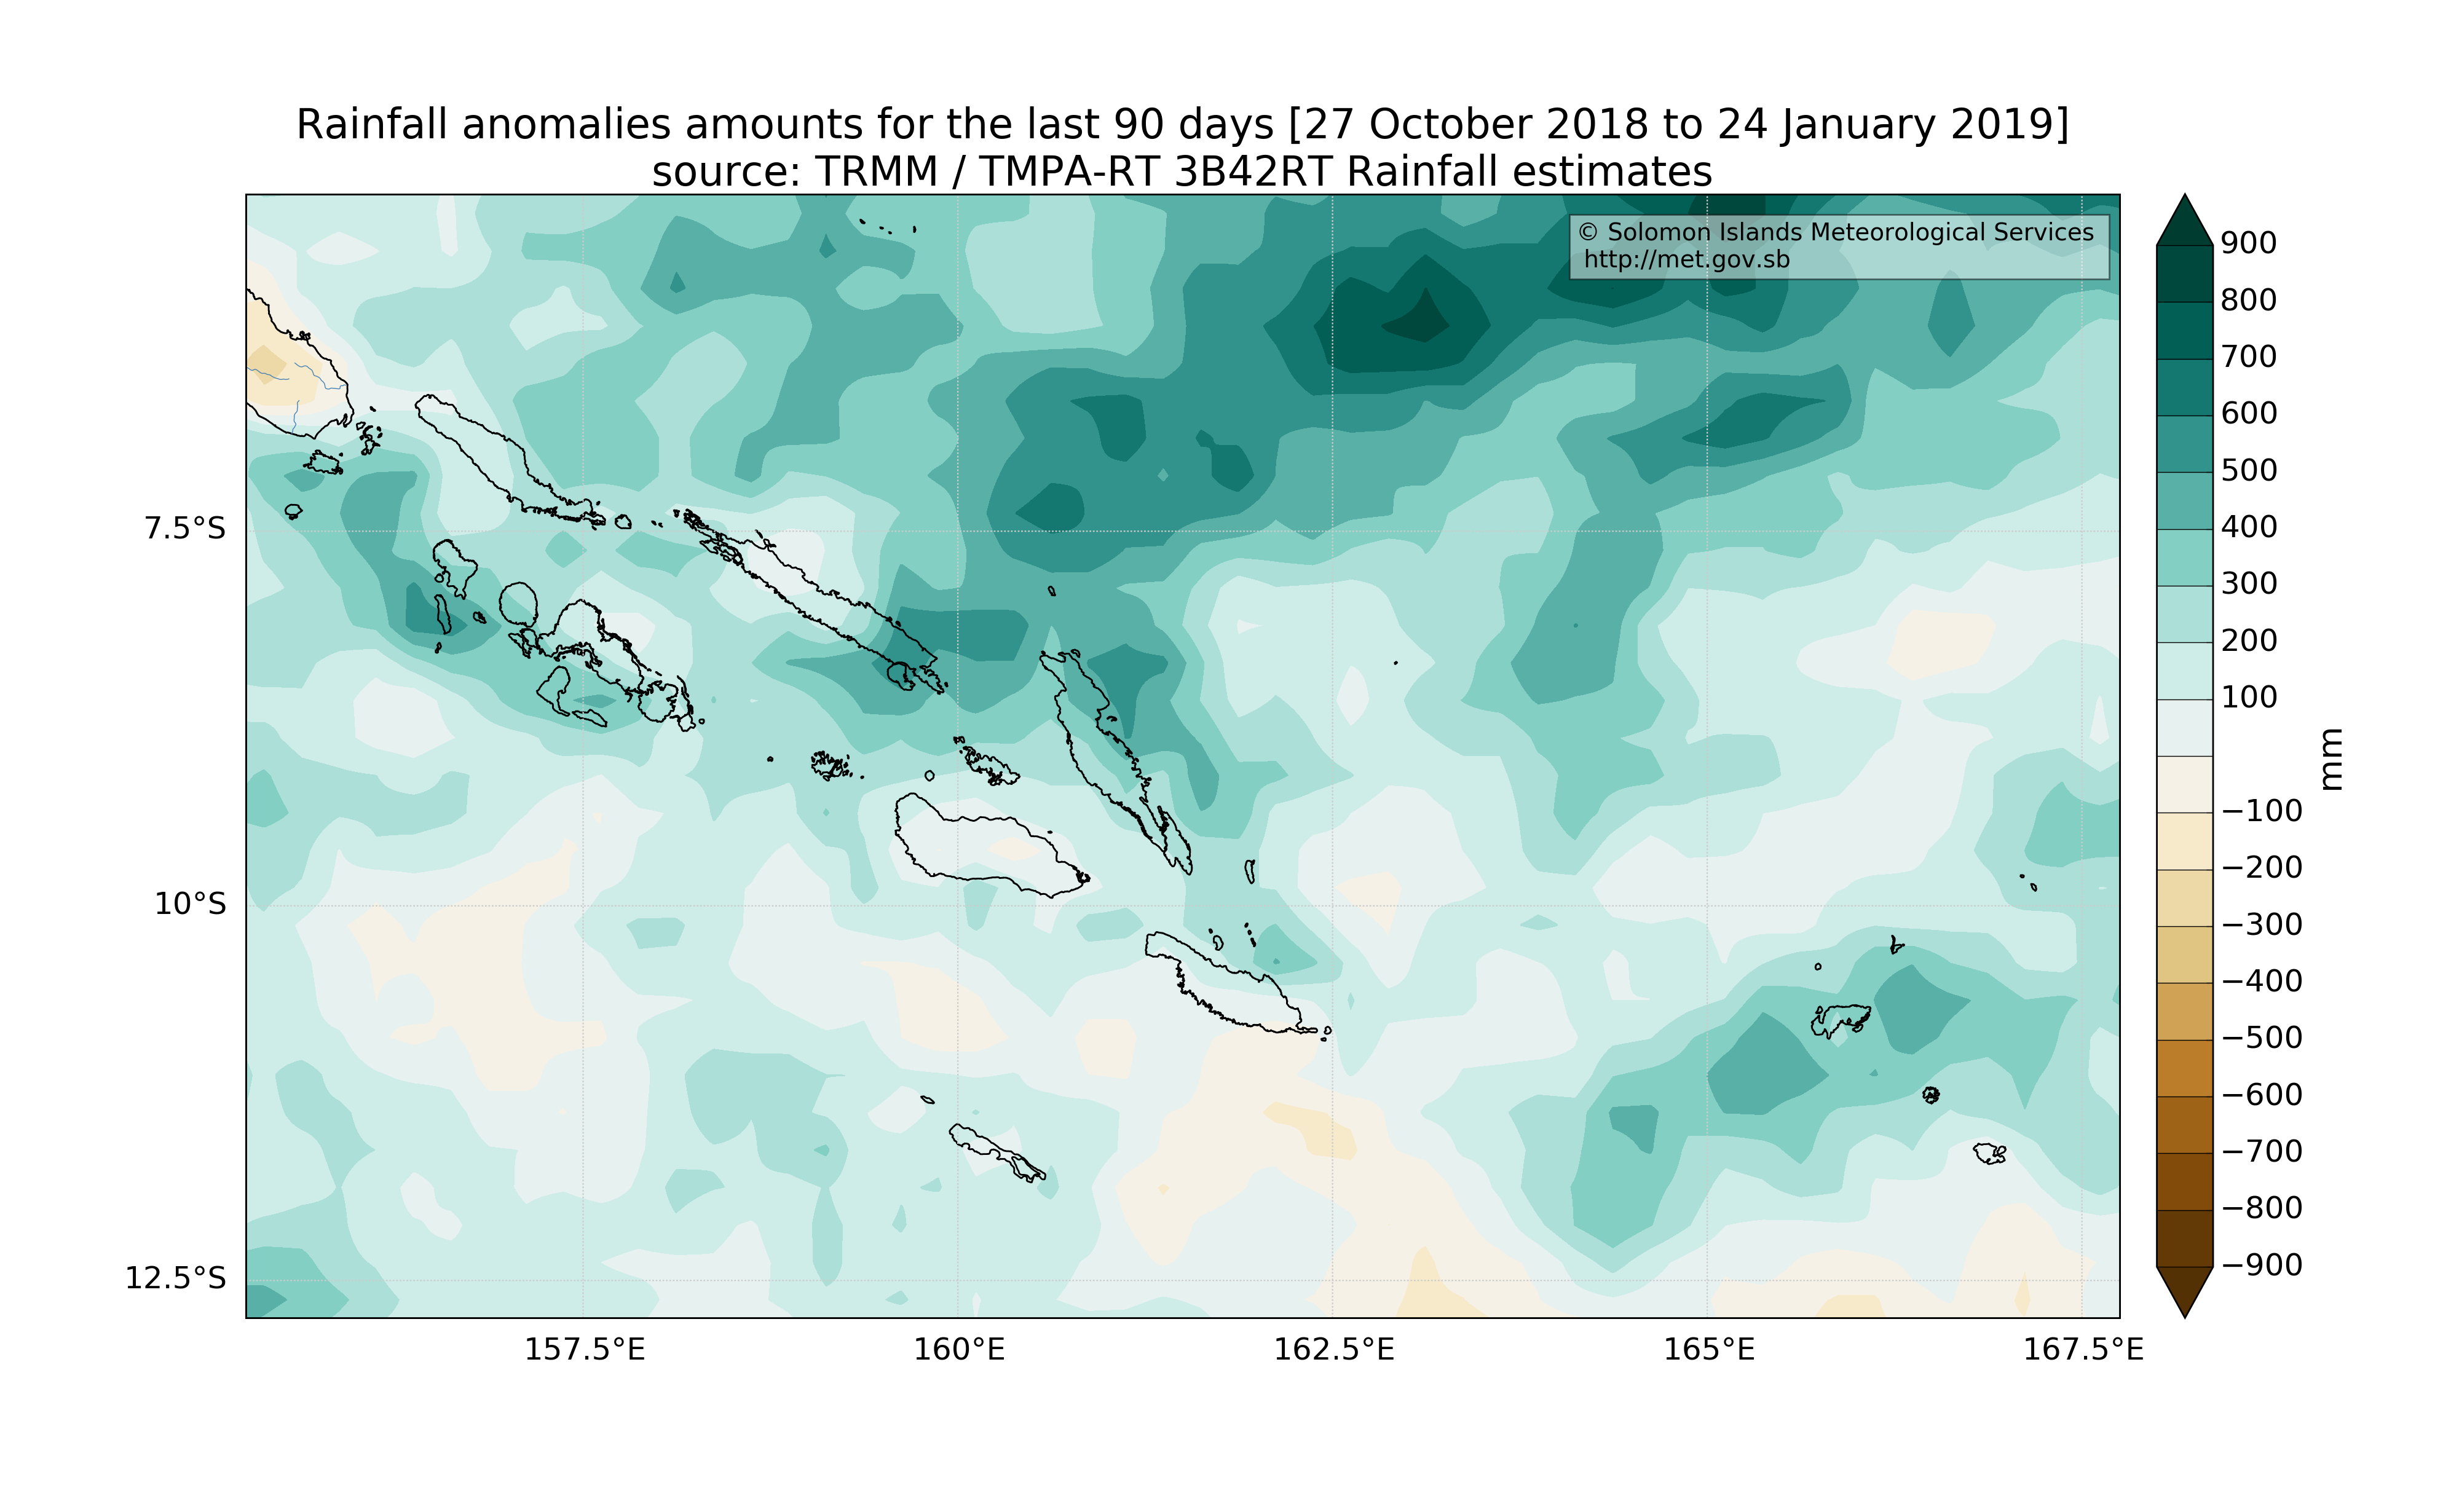 Rainfall anomalies amounts for the last 90 days [27 October 2018 to 24 January 2019]
source: TRMM / TMPA-RT 3B42RT Rainfall estimates
© Solomon Islands Meteorological Services
http://met.gov.sb
7.5°S
10°S
12.5°S
157.5°E
160°E
162.5°E
165°E
167.5°E
900
800
700
600
500
400
300
200
100
−100
−200
−300
−400
−500
−600
−700
−800
−900
mm